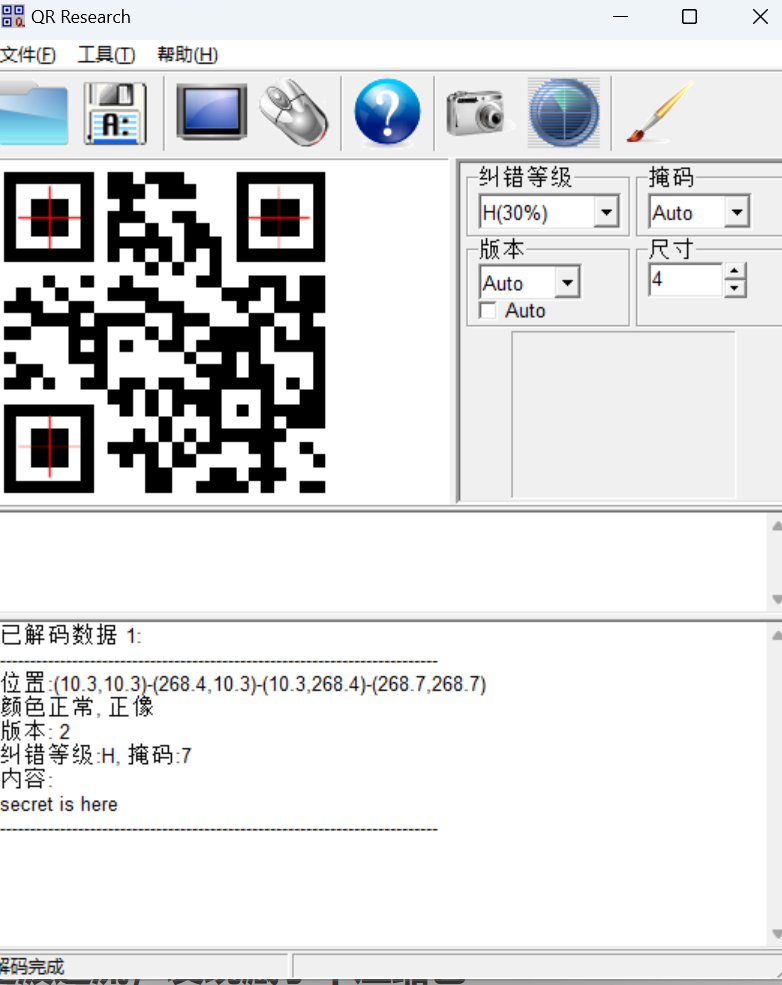 QR Research
文件(F) 工具(T) 帮助(H)
A:
纠错等级 掩码
H(30%) Auto
版本 尺寸
Auto 4
Auto
已解码数据 1:
---------------------------------------------------------------------------
位置:(10.3,10.3)-(268.4,10.3)-(10.3,268.4)-(268.7,268.7)
颜色正常, 正像
版本: 2
纠错等级:H, 掩码:7
内容:
secret is here
---------------------------------------------------------------------------
解码完成